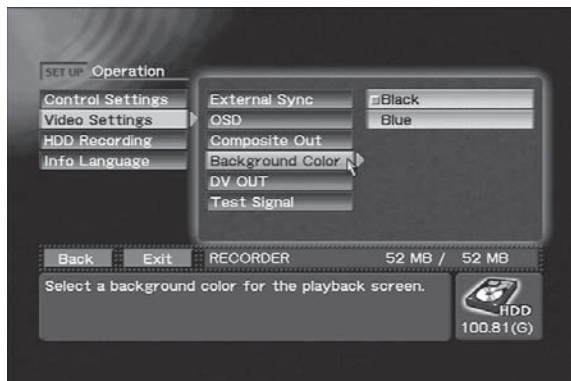 SET UP Operation
Control Settings
Video Settings
HDD Recording
Info Language
External Sync
OSD
Composite Out
Background Color
DV OUT
Test Signal
Black
Blue
Back Exit RECORDER 52 MB / 52 MB
Select a background color for the playback screen.
HDD
100.81(G)